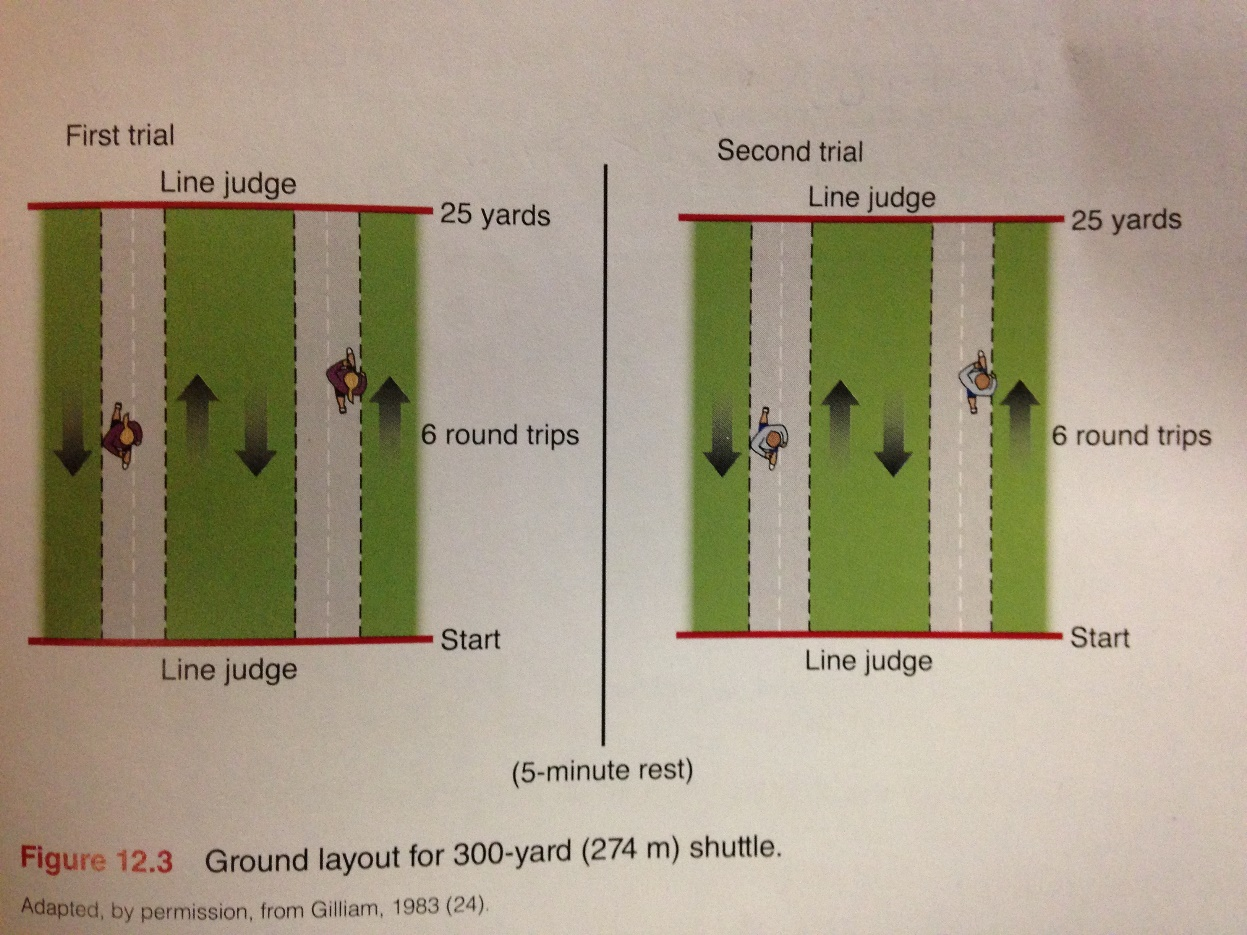 First trial
Line judge
25 yards
6 round trips
Start
Line judge
Second trial
Line judge
25 yards
6 round trips
Start
Line judge
(5-minute rest)
Figure 12.3 Ground layout for 300-yard (274 m) shuttle.
Adapted, by permission, from Gilliam, 1983 (24).